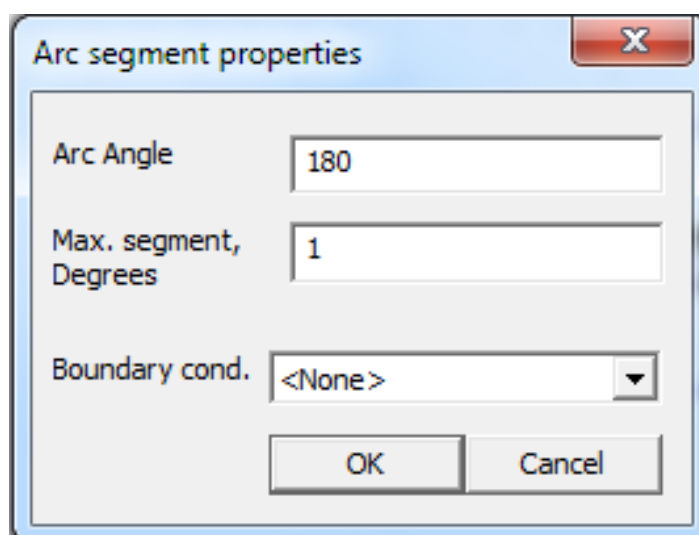 Arc segment properties
Arc Angle
180
Max. segment,
Degrees
1
Boundary cond.
<None>
OK
Cancel